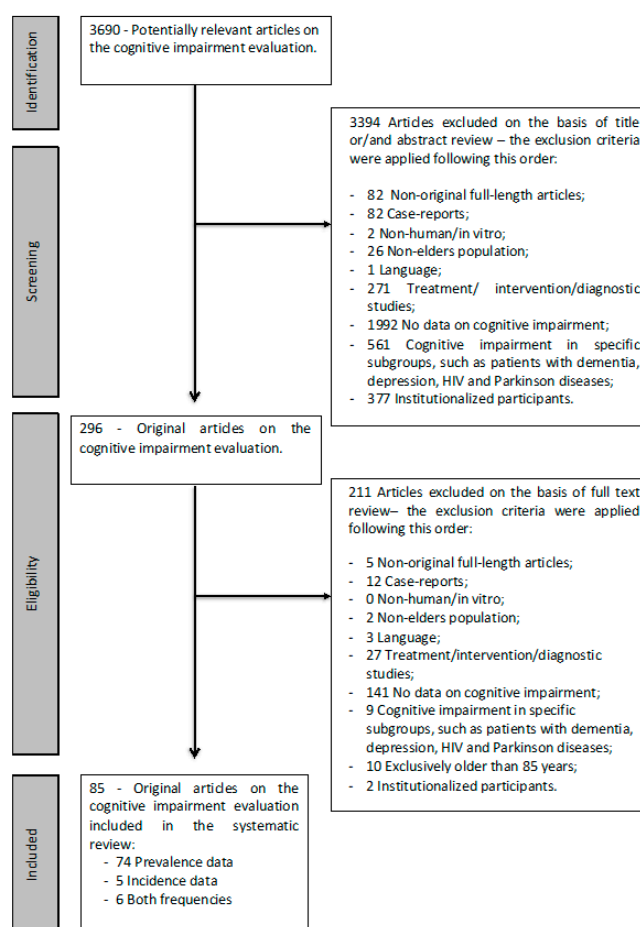 Identification
3690 - Potentially relevant articles on
the cognitive impairment evaluation.
Screening
3394 Articles excluded on the basis of title
or/and abstract review – the exclusion criteria
were applied following this order:
- 82 Non-original full-length articles;
- 82 Case-reports;
- 2 Non-human/in vitro;
- 26 Non-elders population;
- 1 Language;
- 271 Treatment/ intervention/diagnostic
studies;
- 1992 No data on cognitive impairment;
- 561 Cognitive impairment in specific
subgroups, such as patients with dementia,
depression, HIV and Parkinson diseases;
- 377 Institutionalized participants.
Eligibility
296 - Original articles on the
cognitive impairment evaluation.
211 Articles excluded on the basis of full text
review– the exclusion criteria were applied
following this order:
- 5 Non-original full-length articles;
- 12 Case-reports;
- 0 Non-human/in vitro;
- 2 Non-elders population;
- 3 Language;
- 27 Treatment/intervention/diagnostic
studies;
- 141 No data on cognitive impairment;
- 9 Cognitive impairment in specific
subgroups, such as patients with dementia,
depression, HIV and Parkinson diseases;
- 10 Exclusively older than 85 years;
- 2 Institutionalized participants.
Included
85 - Original articles on the
cognitive impairment evaluation
included in the systematic
review:
- 74 Prevalence data
- 5 Incidence data
- 6 Both frequencies